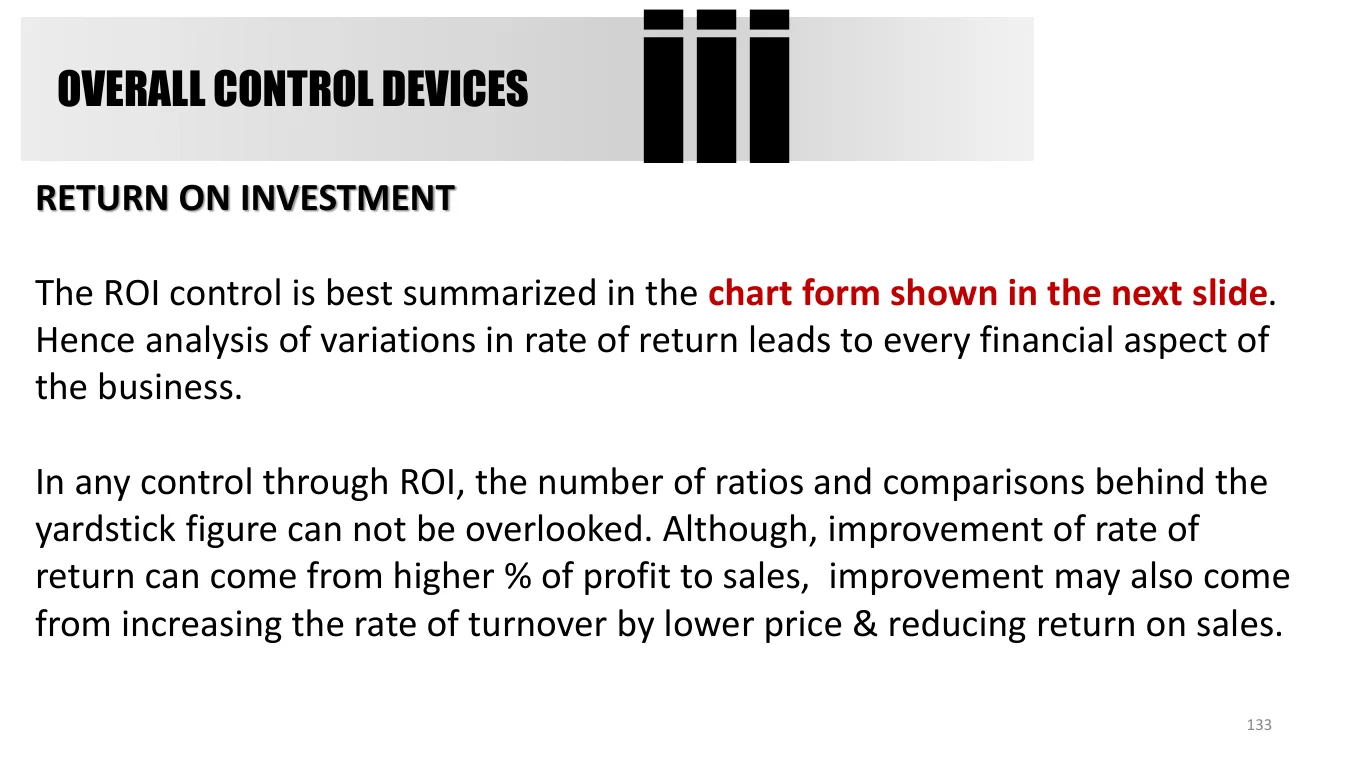 OVERALL CONTROL DEVICES
iii
RETURN ON INVESTMENT
The ROI control is best summarized in the chart form shown in the next slide.
Hence analysis of variations in rate of return leads to every financial aspect of
the business.
In any control through ROI, the number of ratios and comparisons behind the
yardstick figure can not be overlooked. Although, improvement of rate of
return can come from higher % of profit to sales,  improvement may also come
from increasing the rate of turnover by lower price & reducing return on sales.
133